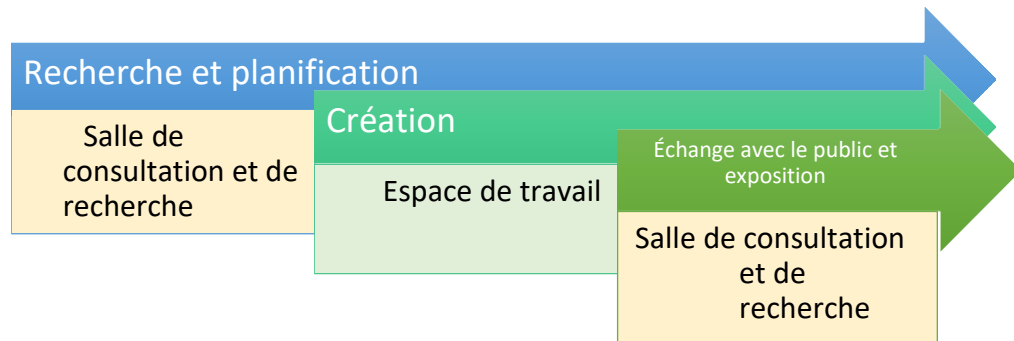 Recherche et planification
Salle de
consultation et de
recherche
Création
Espace de travail
Échange avec le public et
exposition
Salle de consultation
et de
recherche